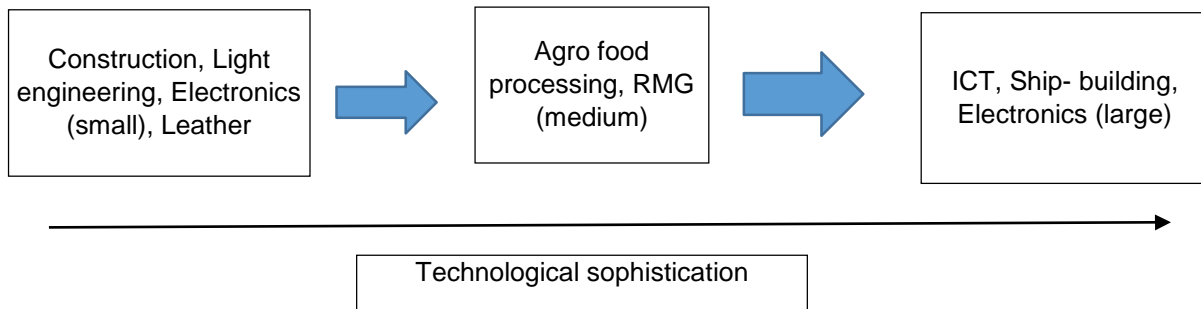 Construction, Light
engineering, Electronics
(small), Leather
Agro food
processing, RMG
(medium)
ICT, Ship- building,
Electronics (large)
Technological sophistication